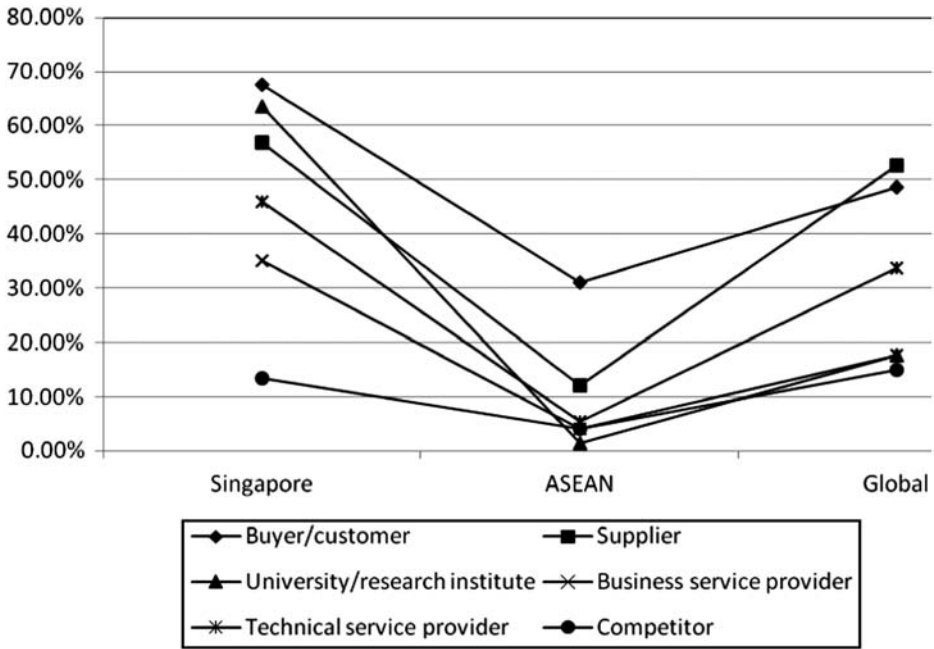 80.00%
70.00%
60.00%
50.00%
40.00%
30.00%
20.00%
10.00%
0.00%
Singapore ASEAN Global
Buyer/customer Supplier
University/research institute Business service provider
Technical service provider Competitor